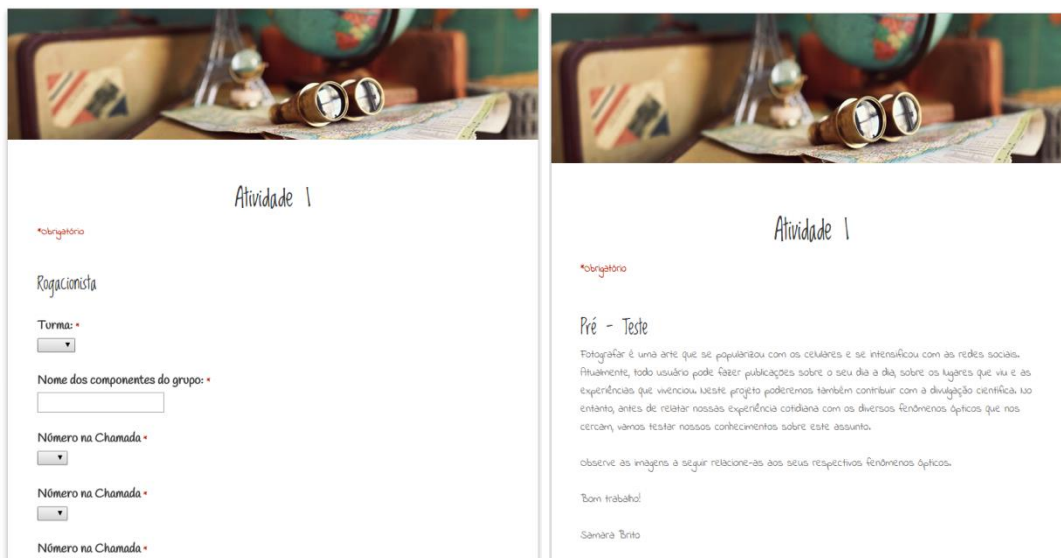 Atividade 1
*Obrigatório
Rogacionista
Turma: *
Nome dos componentes do grupo: *
Número na Chamada *
Número na Chamada *
Número na Chamada *
Atividade 1
*Obrigatório
Pré - Teste
Fotografar é uma arte que se popularizou com os celulares e se intensificou com as redes sociais.
Atualmente, todo usuário pode fazer publicações sobre o seu dia a dia, sobre os lugares que viu e as
experiências que vivenciou. Neste projeto poderemos também contribuir com a divulgação científica. No
entanto, antes de relatar nossas experiência cotidiana com os diversos fenômenos ópticos que nos
cercam, vamos testar nossos conhecimentos sobre este assunto.
Observe as imagens a seguir relacione-as aos seus respectivos fenômenos ópticos.
Bom trabalho!
Sâmara Brito